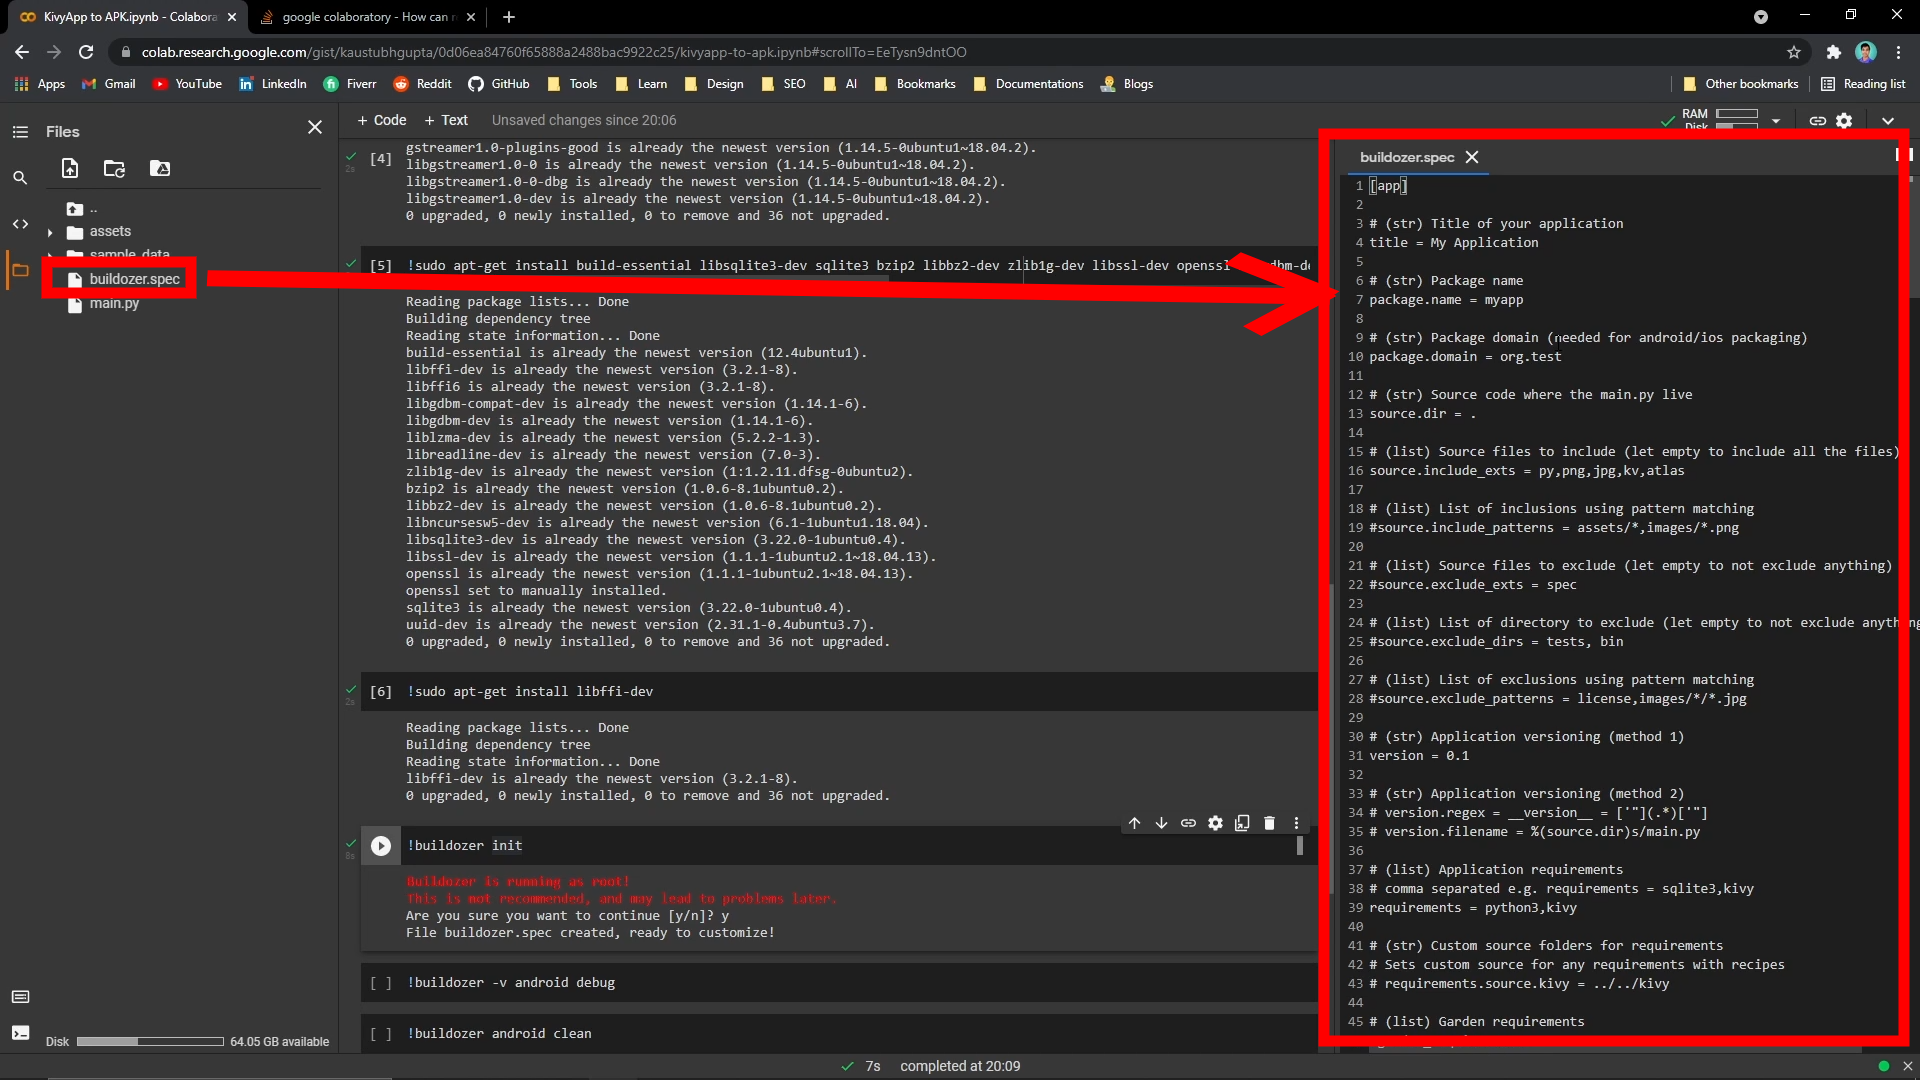 KivyApp to APK.ipynb - Colabora
google colaboratory - How can
colab.research.google.com/gist/kaustubhgupta/0d06ea84760f65888a2488bac9922c25/kivyapp-to-apk.ipynb#scrollTo=EeTysn9dntOO
Apps Gmail YouTube LinkedIn Fiverr Reddit GitHub Tools Learn Design SEO AI Bookmarks Documentations Blogs Other bookmarks Reading list
Files
..
assets
sample_data
buildozer.spec
main.py
Disk 64.05 GB available
+ Code + Text Unsaved changes since 20:06
RAM
Disk
[4]
2s
gstreamer1.0-plugins-good is already the newest version (1.14.5-0ubuntu1~18.04.2).
libgstreamer1.0-0 is already the newest version (1.14.5-0ubuntu1~18.04.2).
libgstreamer1.0-0-dbg is already the newest version (1.14.5-0ubuntu1~18.04.2).
libgstreamer1.0-dev is already the newest version (1.14.5-0ubuntu1~18.04.2).
0 upgraded, 0 newly installed, 0 to remove and 36 not upgraded.
[5] !sudo apt-get install build-essential libsqlite3-dev sqlite3 bzip2 libbz2-dev zlib1g-dev libssl-dev openssl
Reading package lists... Done
Building dependency tree
Reading state information... Done
build-essential is already the newest version (12.4ubuntu1).
libffi-dev is already the newest version (3.2.1-8).
libffi6 is already the newest version (3.2.1-8).
libgdbm-compat-dev is already the newest version (1.14.1-6).
libgdbm-dev is already the newest version (1.14.1-6).
liblzma-dev is already the newest version (5.2.2-1.3).
libreadline-dev is already the newest version (7.0-3).
zlib1g-dev is already the newest version (1:1.2.11.dfsg-0ubuntu2).
bzip2 is already the newest version (1.0.6-8.1ubuntu0.2).
libbz2-dev is already the newest version (1.0.6-8.1ubuntu0.2).
libncursesw5-dev is already the newest version (6.1-1ubuntu1.18.04).
libsqlite3-dev is already the newest version (3.22.0-1ubuntu0.4).
libssl-dev is already the newest version (1.1.1-1ubuntu2.1~18.04.13).
openssl is already the newest version (1.1.1-1ubuntu2.1~18.04.13).
openssl set to manually installed.
sqlite3 is already the newest version (3.22.0-1ubuntu0.4).
uuid-dev is already the newest version (2.31.1-0.4ubuntu3.7).
0 upgraded, 0 newly installed, 0 to remove and 36 not upgraded.
[6] !sudo apt-get install libffi-dev
2s
Reading package lists... Done
Building dependency tree
Reading state information... Done
libffi-dev is already the newest version (3.2.1-8).
0 upgraded, 0 newly installed, 0 to remove and 36 not upgraded.
!buildozer init
Buildozer is running as root!
This is not recommended, and may lead to problems later.
Are you sure you want to continue [y/n]? y
File buildozer.spec created, ready to customize!
[ ] !buildozer -v android debug
[ ] !buildozer android clean
buildozer.spec
1 [app]
2
3 # (str) Title of your application
4 title = My Application
5
6 # (str) Package name
7 package.name = myapp
8
9 # (str) Package domain (needed for android/ios packaging)
10 package.domain = org.test
11
12 # (str) Source code where the main.py live
13 source.dir = .
14
15 # (list) Source files to include (let empty to include all the files)
16 source.include_exts = py,png,jpg,kv,atlas
17
18 # (list) List of inclusions using pattern matching
19 #source.include_patterns = assets/*,images/*.png
20
21 # (list) Source files to exclude (let empty to not exclude anything)
22 #source.exclude_exts = spec
23
24 # (list) List of directory to exclude (let empty to not exclude anything
25 #source.exclude_dirs = tests, bin
26
27 # (list) List of exclusions using pattern matching
28 #source.exclude_patterns = license,images/*/*.jpg
29
30 # (str) Application versioning (method 1)
31 version = 0.1
32
33 # (str) Application versioning (method 2)
34 # version.regex = __version__ = ['"](.*)['"]
35 # version.filename = %(source.dir)s/main.py
36
37 # (list) Application requirements
38 # comma separated e.g. requirements = sqlite3,kivy
39 requirements = python3,kivy
40
41 # (str) Custom source folders for requirements
42 # Sets custom source for any requirements with recipes
43 # requirements.source.kivy = ../../kivy
44
45 # (list) Garden requirements
7s completed at 20:09